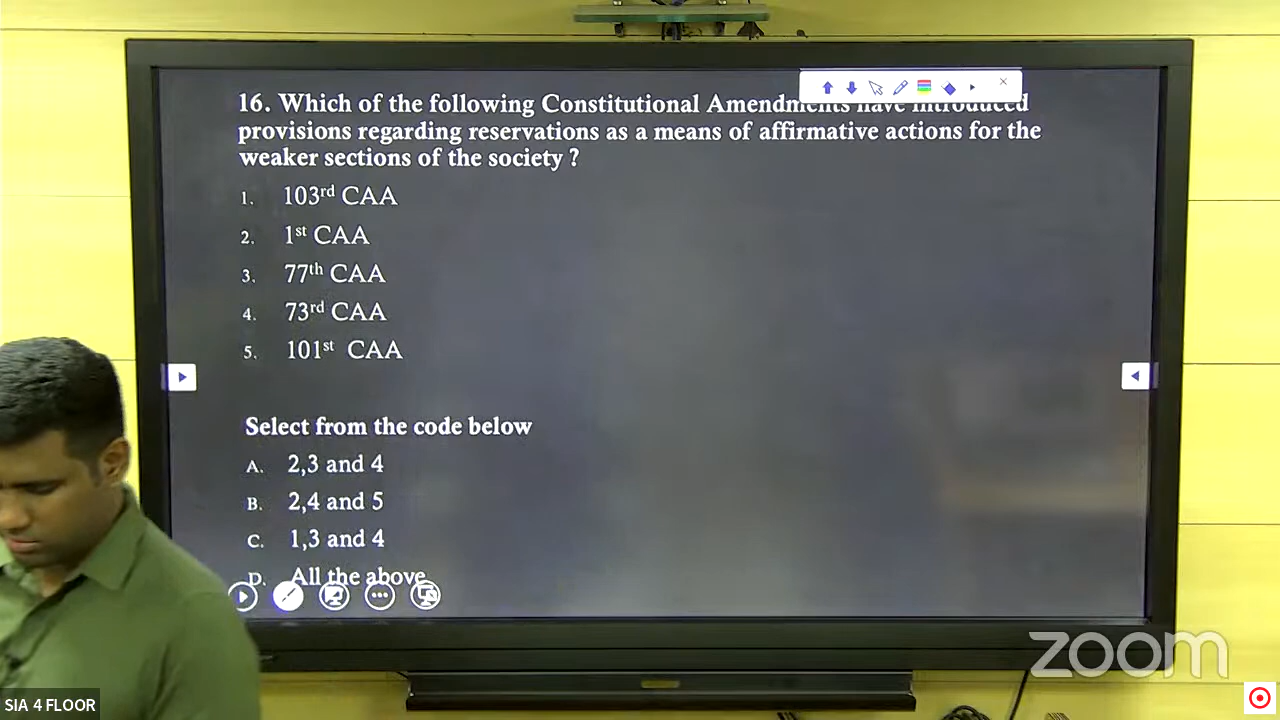 16. Which of the following Constitutional Amendments have introduced
provisions regarding reservations as a means of affirmative actions for the
weaker sections of the society ?
1. 103rd CAA
2. 1st CAA
3. 77th CAA
4. 73rd CAA
5. 101st CAA
Select from the code below
A. 2,3 and 4
B. 2,4 and 5
C. 1,3 and 4
D. All the above
zoom
SIA 4 FLOOR